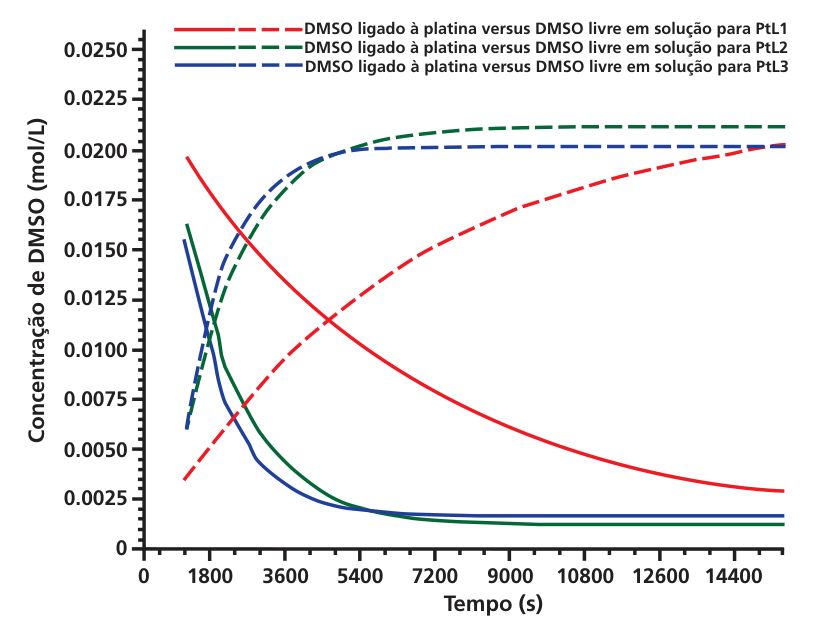 DMSO ligado à platina versus DMSO livre em solução para PtL1
DMSO ligado à platina versus DMSO livre em solução para PtL2
DMSO ligado à platina versus DMSO livre em solução para PtL3
Concentração de DMSO (mol/L)
0.0250
0.0225
0.0200
0.0175
0.0150
0.0125
0.0100
0.0075
0.0050
0.0025
0
0 1800 3600 5400 7200 9000 10800 12600 14400
Tempo (s)